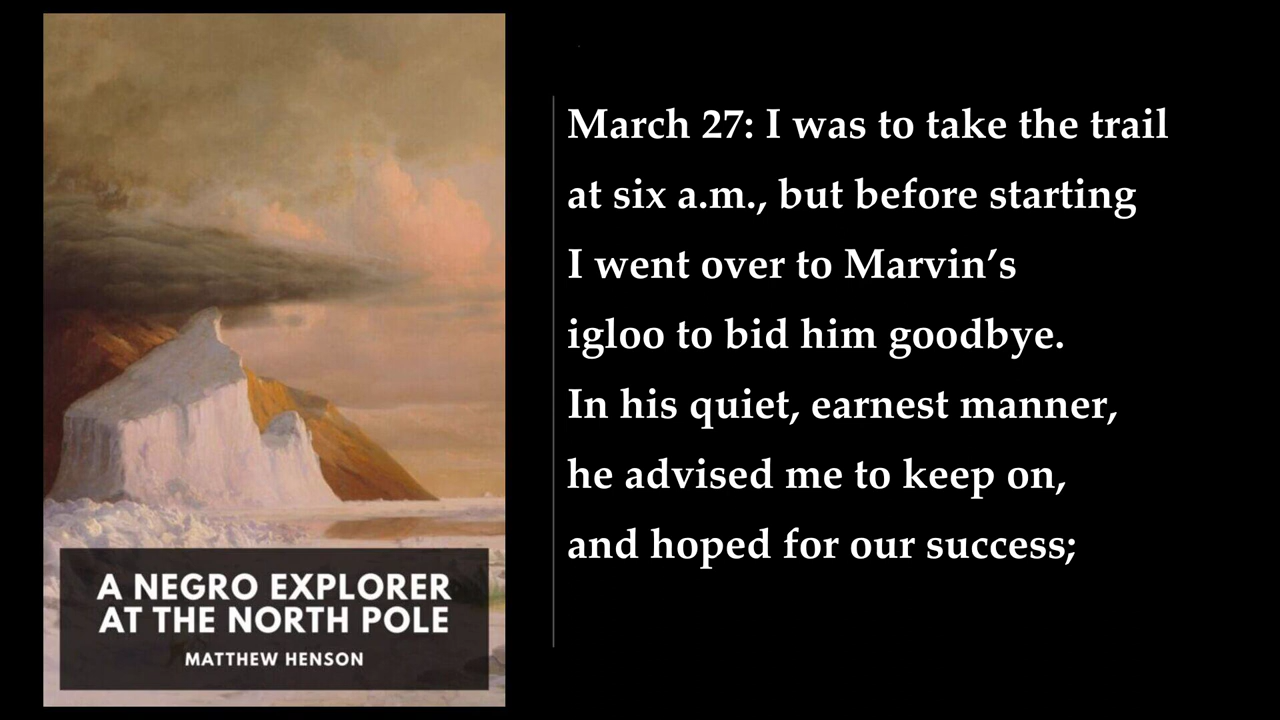 March 27: I was to take the trail
at six a.m., but before starting
I went over to Marvin’s
igloo to bid him goodbye.
In his quiet, earnest manner,
he advised me to keep on,
and hoped for our success;
A NEGRO EXPLORER
AT THE NORTH POLE
MATTHEW HENSON